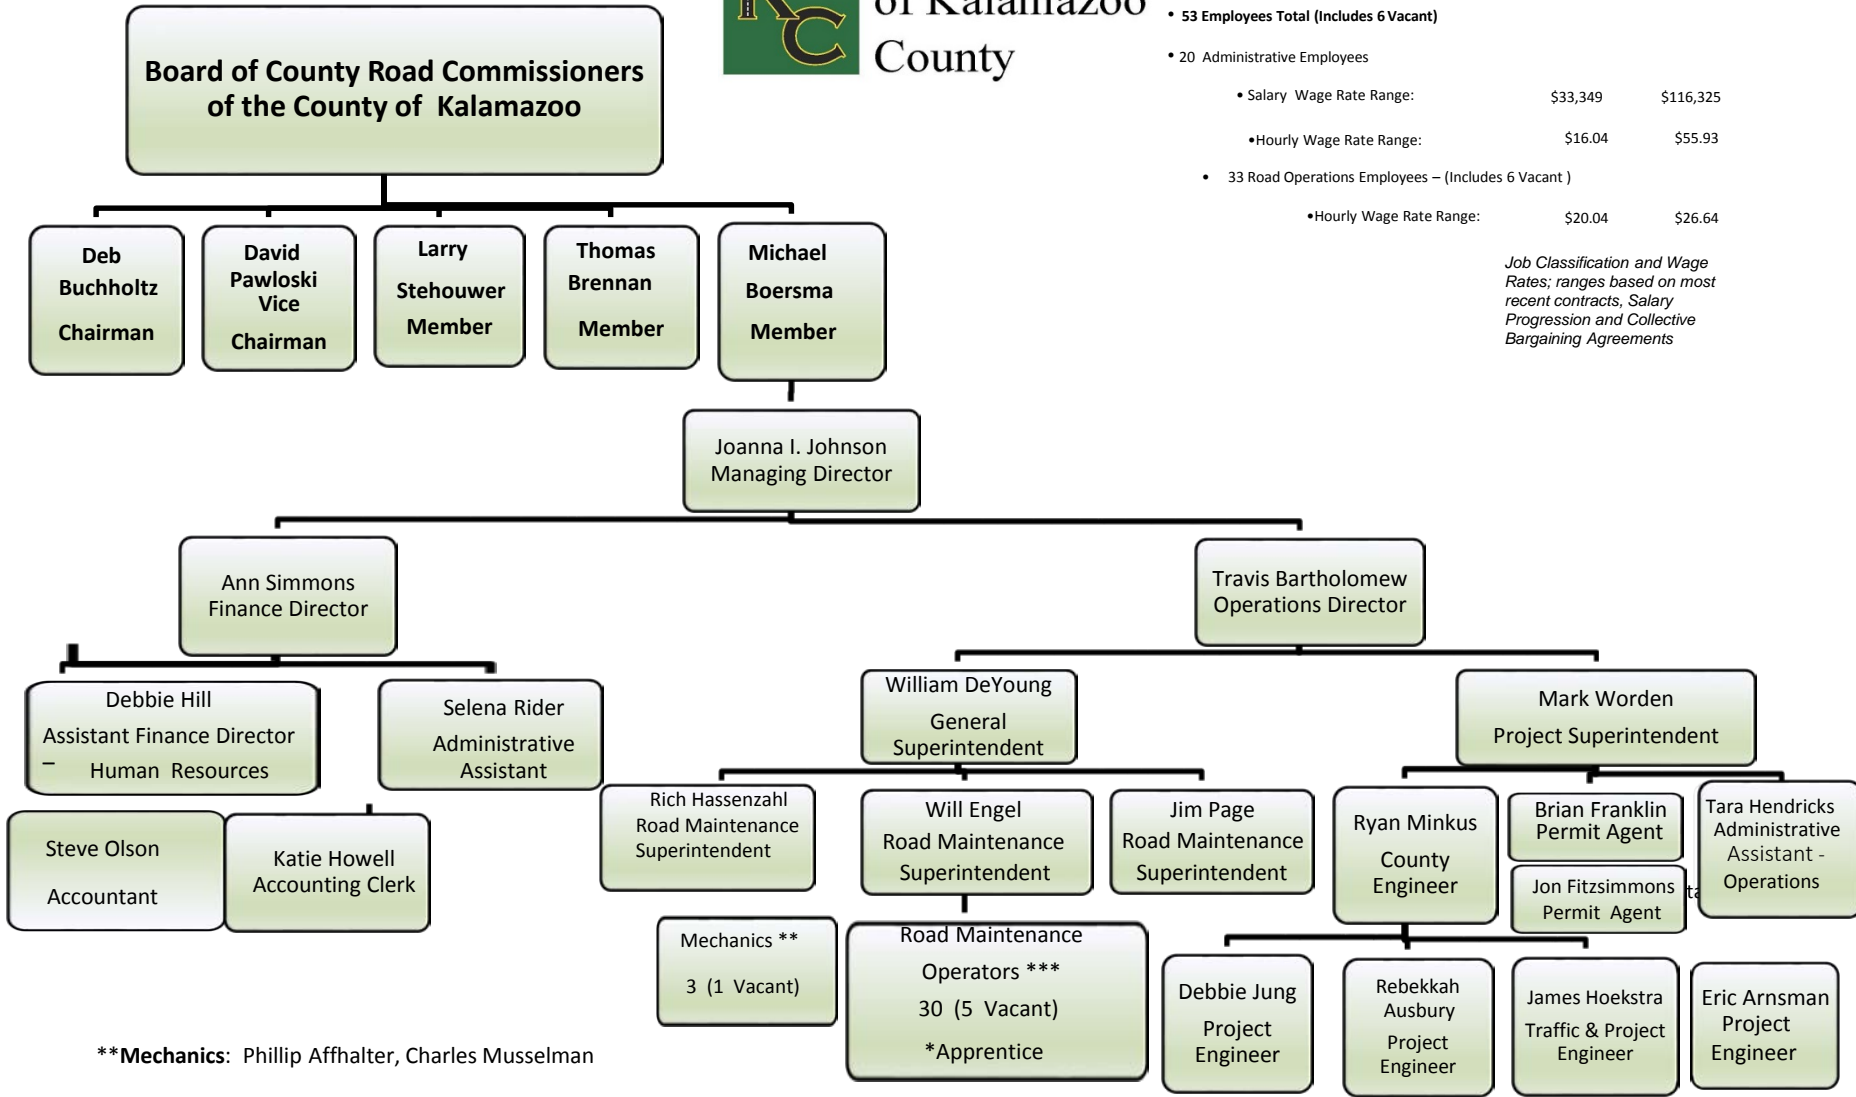 Board of County Road Commissioners
of the County of Kalamazoo
RC
of Kalamazoo
County
• 53 Employees Total (Includes 6 Vacant)
• 20 Administrative Employees
• Salary Wage Rate Range: $33,349 $116,325
•Hourly Wage Rate Range: $16.04 $55.93
• 33 Road Operations Employees – (Includes 6 Vacant )
•Hourly Wage Rate Range: $20.04 $26.64
Job Classification and Wage
Rates; ranges based on most
recent contracts, Salary
Progression and Collective
Bargaining Agreements
Deb
Buchholtz
Chairman
David
Pawloski
Vice
Chairman
Larry
Stehouwer
Member
Thomas
Brennan
Member
Michael
Boersma
Member
Joanna I. Johnson
Managing Director
Ann Simmons
Finance Director
Travis Bartholomew
Operations Director
Debbie Hill
Assistant Finance Director
– Human Resources
Selena Rider
Administrative
Assistant
William DeYoung
General
Superintendent
Mark Worden
Project Superintendent
Steve Olson
Accountant
Katie Howell
Accounting Clerk
Rich Hassenzahl
Road Maintenance
Superintendent
Will Engel
Road Maintenance
Superintendent
Jim Page
Road Maintenance
Superintendent
Ryan Minkus
County
Engineer
Brian Franklin
Permit Agent
Jon Fitzsimmons
Permit Agent
Tara Hendricks
Administrative
Assistant -
Operations
Mechanics **
3 (1 Vacant)
Road Maintenance
Operators ***
30 (5 Vacant)
*Apprentice
Debbie Jung
Project
Engineer
Rebekkah
Ausbury
Project
Engineer
James Hoekstra
Traffic & Project
Engineer
Eric Arnsman
Project
Engineer
**Mechanics: Phillip Affhalter, Charles Musselman